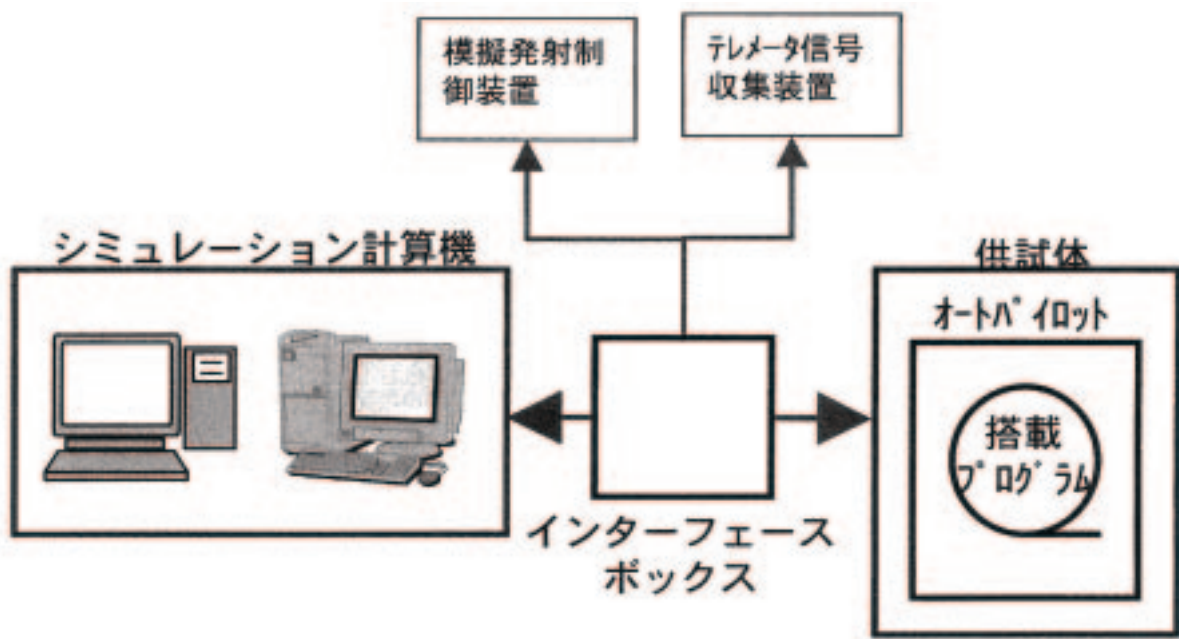 模擬発射制
御装置
ﾃﾚﾒｰﾀ信号
収集装置
シミュレーション計算機
供試体
ｵｰﾄﾊﾟｲﾛｯﾄ
搭載
ﾌﾟﾛｸﾞﾗﾑ
インターフェース
ボックス